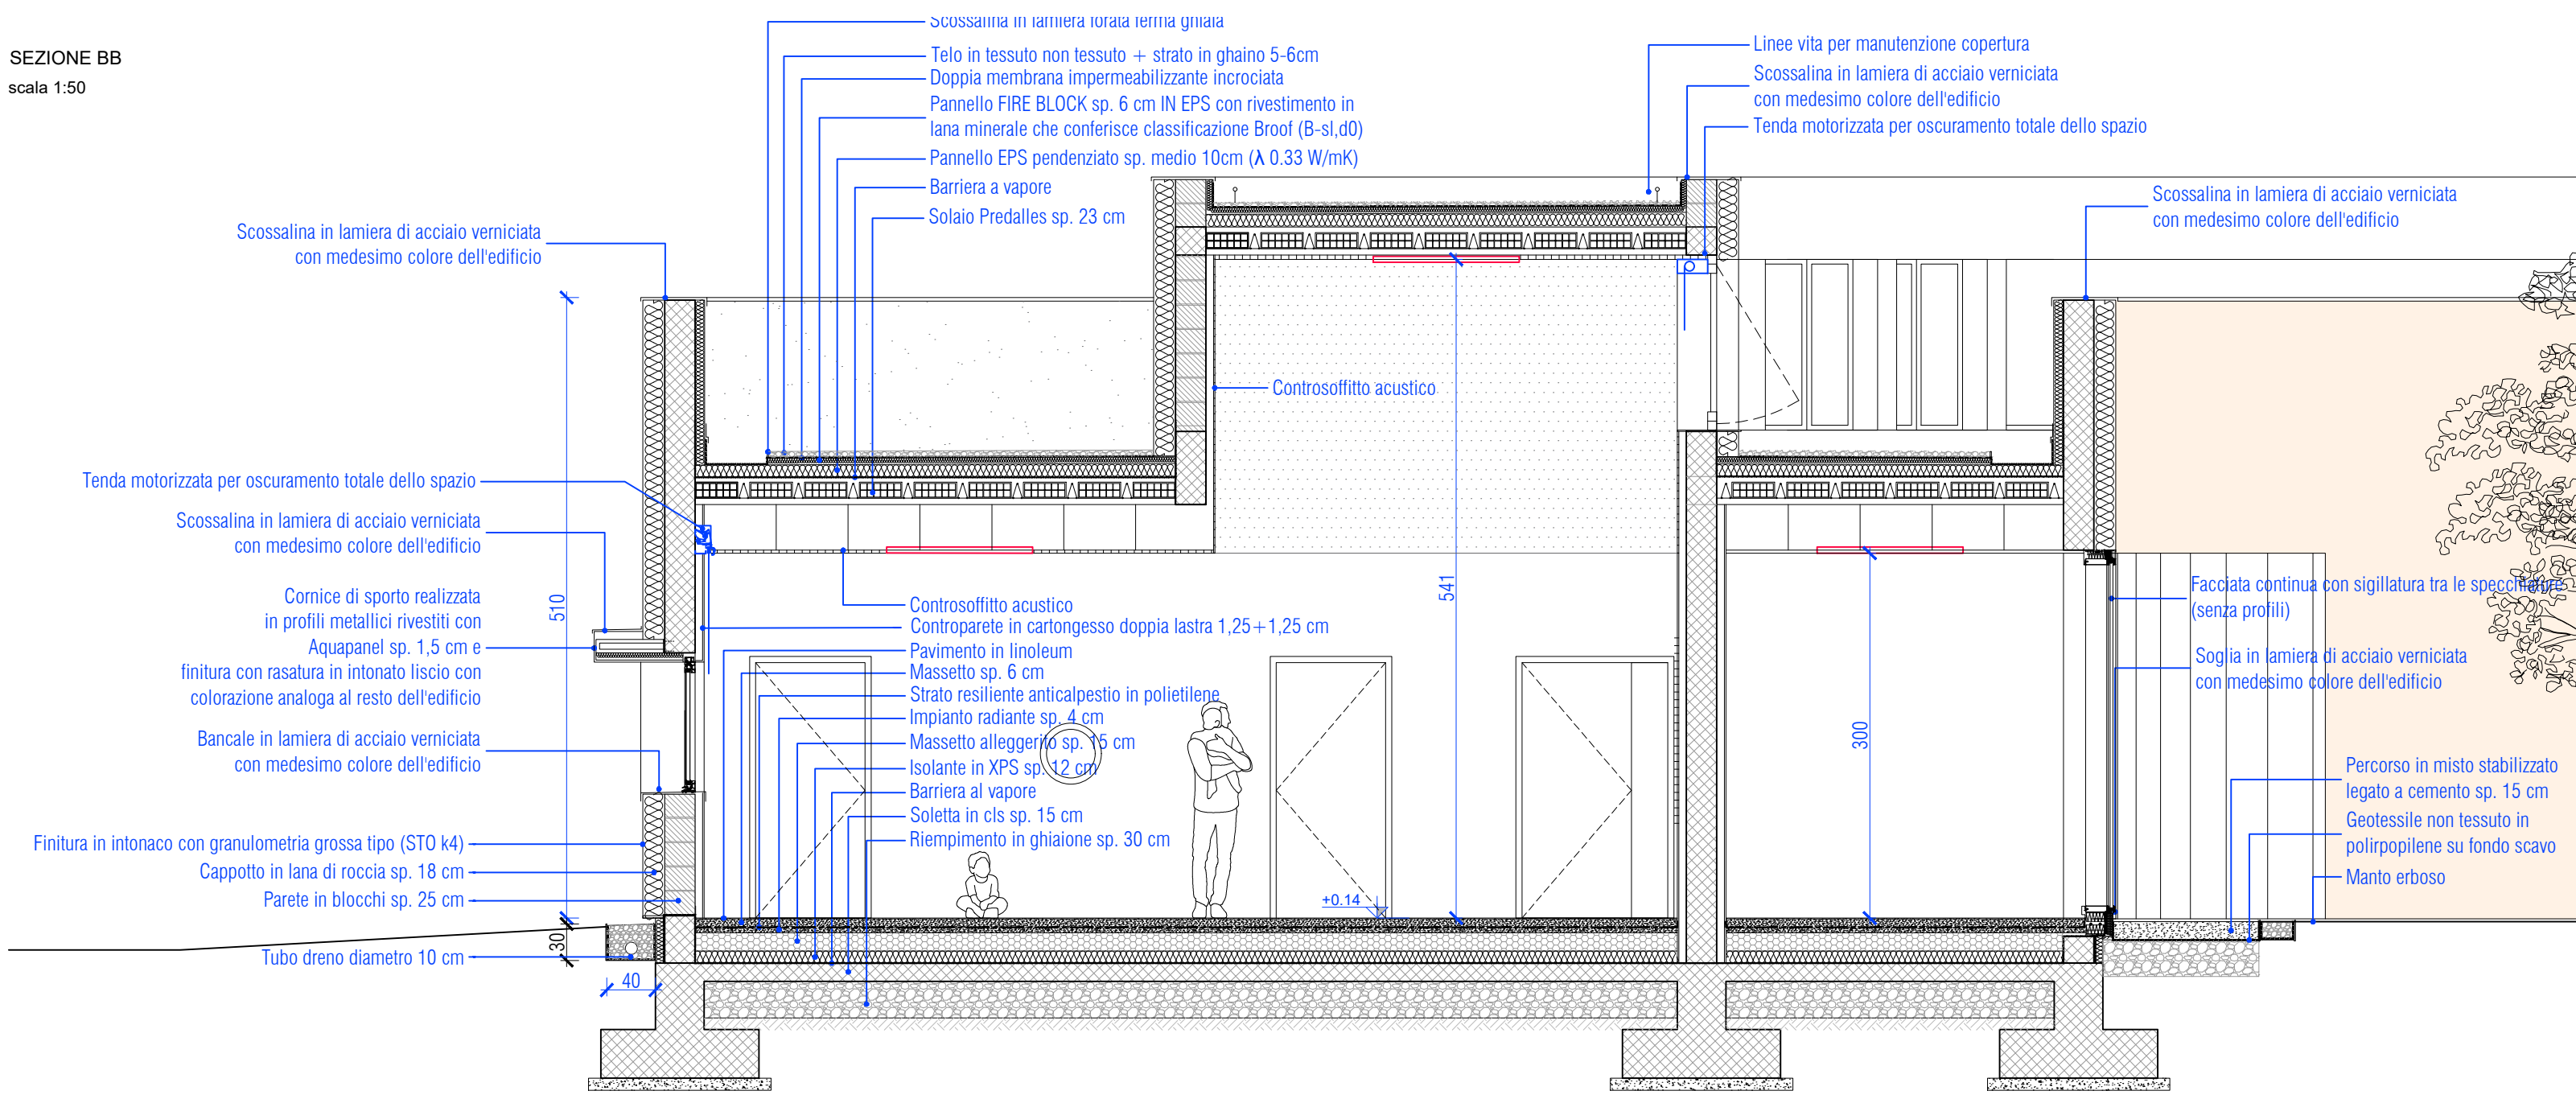 SEZIONE BB
scala 1:50
Scossalina in lamiera forata ferma ghiaia
Telo in tessuto non tessuto + strato in ghaino 5-6cm
Doppia membrana impermeabilizzante incrociata
Pannello FIRE BLOCK sp. 6 cm IN EPS con rivestimento in
lana minerale che conferisce classificazione Broof (B-sl,d0)
Pannello EPS pendenziato sp. medio 10cm (λ 0.33 W/mK)
Barriera a vapore
Solaio Predalles sp. 23 cm
Linee vita per manutenzione copertura
Scossalina in lamiera di acciaio verniciata
con medesimo colore dell'edificio
Tenda motorizzata per oscuramento totale dello spazio
Scossalina in lamiera di acciaio verniciata
con medesimo colore dell'edificio
Scossalina in lamiera di acciaio verniciata
con medesimo colore dell'edificio
Controsoffitto acustico
Tenda motorizzata per oscuramento totale dello spazio
Scossalina in lamiera di acciaio verniciata
con medesimo colore dell'edificio
Cornice di sporto realizzata
in profili metallici rivestiti con
Aquapanel sp. 1,5 cm e
finitura con rasatura in intonato liscio con
colorazione analoga al resto dell'edificio
Bancale in lamiera di acciaio verniciata
con medesimo colore dell'edificio
Finitura in intonaco con granulometria grossa tipo (STO k4)
Cappotto in lana di roccia sp. 18 cm
Parete in blocchi sp. 25 cm
Tubo dreno diametro 10 cm
510
30
40
Controsoffitto acustico
Controparete in cartongesso doppia lastra 1,25+1,25 cm
Pavimento in linoleum
Massetto sp. 6 cm
Strato resiliente anticalpestio in polietilene
Impianto radiante sp. 4 cm
Massetto alleggerito sp. 15 cm
Isolante in XPS sp. 12 cm
Barriera al vapore
Soletta in cls sp. 15 cm
Riempimento in ghiaione sp. 30 cm
+0.14
541
300
Facciata continua con sigillatura tra le specchiature
(senza profili)
Soglia in lamiera di acciaio verniciata
con medesimo colore dell'edificio
Percorso in misto stabilizzato
legato a cemento sp. 15 cm
Geotessile non tessuto in
polirpopilene su fondo scavo
Manto erboso